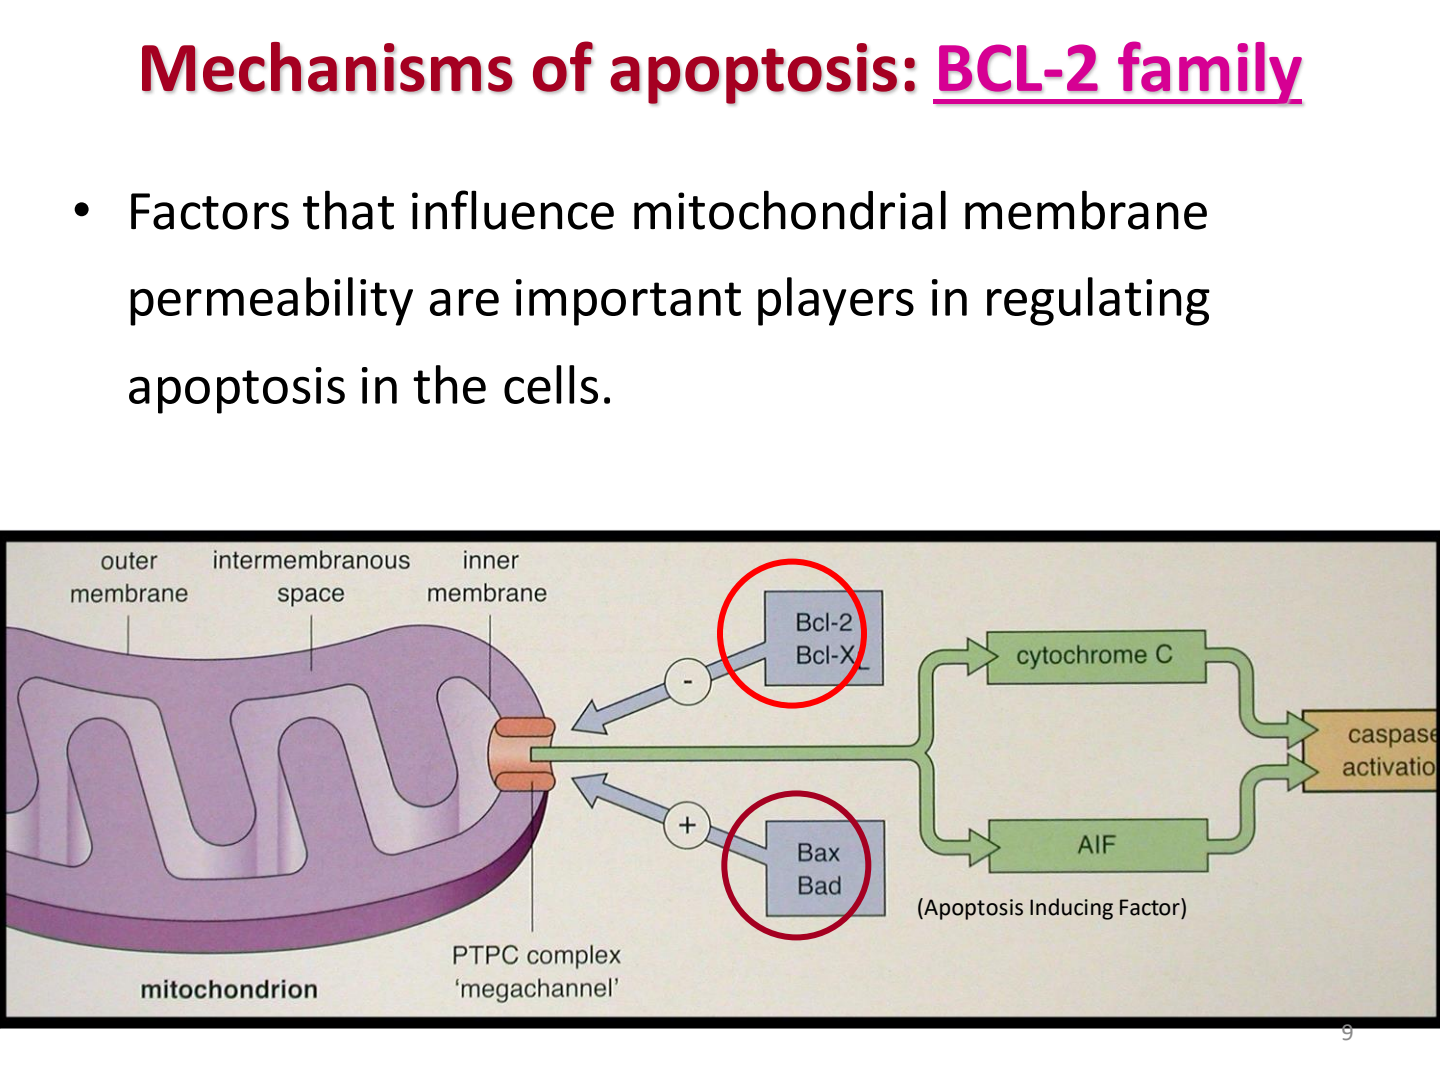 Mechanisms of apoptosis: BCL-2 family
• Factors that influence mitochondrial membrane
permeability are important players in regulating
apoptosis in the cells.
outer
membrane
intermembranous
space
inner
membrane
Bcl-2
Bcl-XL
-
cytochrome C
caspase
activatio
+
Bax
Bad
AIF
(Apoptosis Inducing Factor)
PTPC complex
‘megachannel’
mitochondrion
9